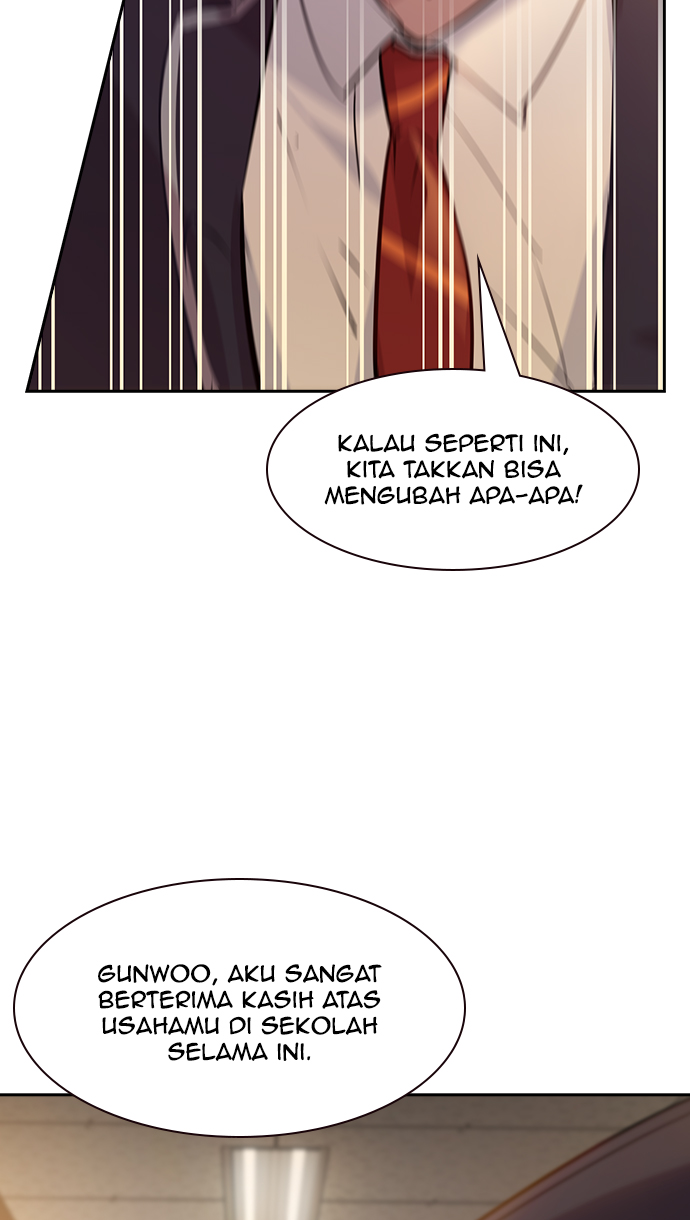 KALAU SEPERTI INI,
KITA TAKKAN BISA
MENGUBAH APA-APA!
GUNWOO, AKU SANGAT
BERTERIMA KASIH ATAS
USAHAMU DI SEKOLAH
SELAMA INI.